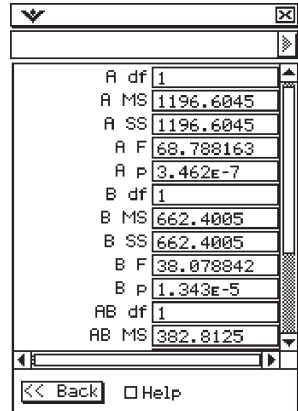 A df 1
A MS 1196.6045
A SS 1196.6045
A F 68.788163
A p 3.462E-7
B df 1
B MS 662.4005
B SS 662.4005
B F 38.078842
B p 1.343E-5
AB df 1
AB MS 382.8125
<< Back Help